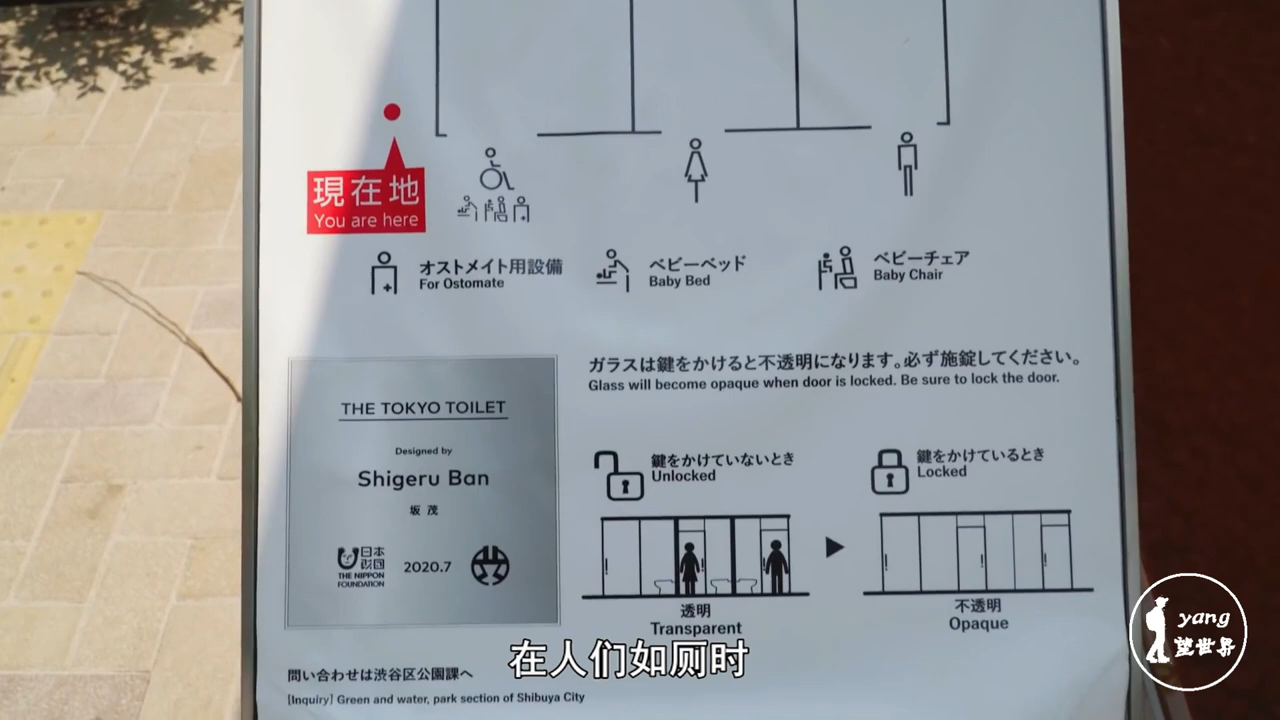 現在地
You are here
オストメイト用設備
For Ostomate
ベビーベッド
Baby Bed
ベビーチェア
Baby Chair
ガラスは鍵をかけると不透明になります。必ず施錠してください。
Glass will become opaque when door is locked. Be sure to lock the door.
THE TOKYO TOILET
Designed by
Shigeru Ban
坂 茂
日本
財団
THE NIPPON
FOUNDATION
2020.7
鍵をかけていないとき
Unlocked
鍵をかけているとき
Locked
透明
Transparent
不透明
Opaque
問い合わせは渋谷区公園課へ
[Inquiry] Green and water, park section of Shibuya City
在人们如厕时
yang
望世界